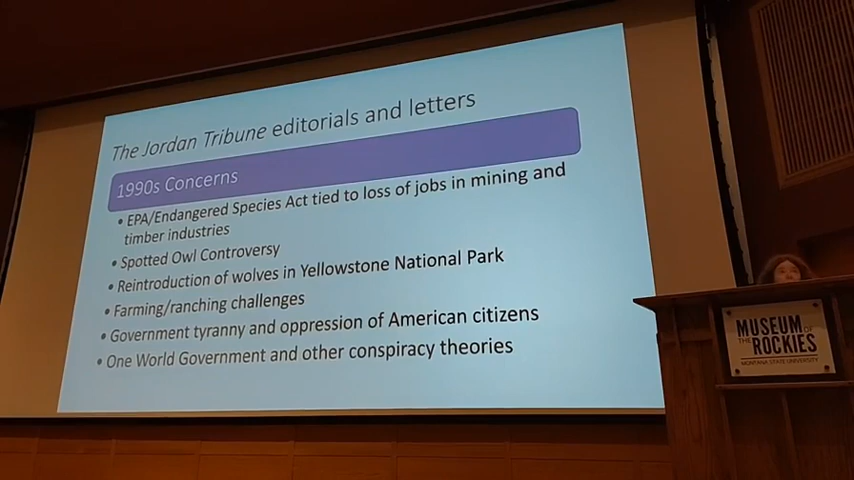 The Jordan Tribune editorials and letters
1990s Concerns
• EPA/Endangered Species Act tied to loss of jobs in mining and
timber industries
• Spotted Owl Controversy
• Reintroduction of wolves in Yellowstone National Park
• Farming/ranching challenges
• Government tyranny and oppression of American citizens
• One World Government and other conspiracy theories
MUSEUM OF
THE ROCKIES
MONTANA STATE UNIVERSITY